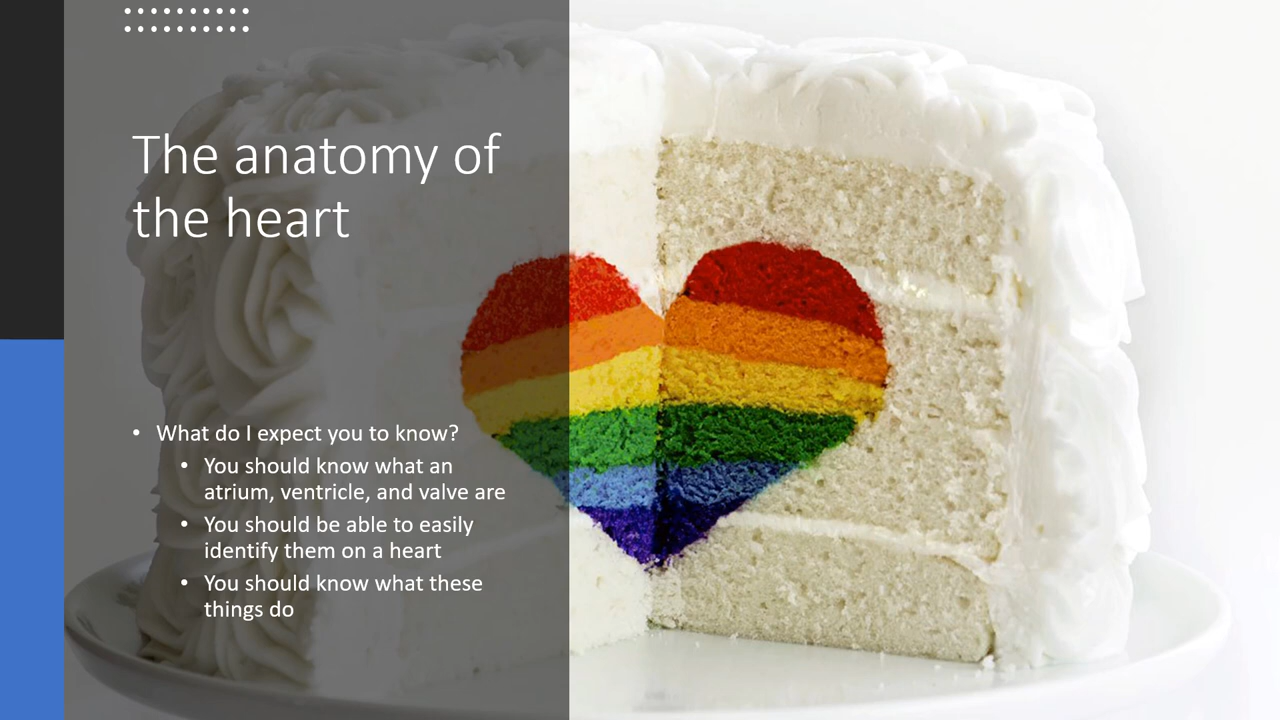 The anatomy of
the heart
• What do I expect you to know?
• You should know what an
atrium, ventricle, and valve are
• You should be able to easily
identify them on a heart
• You should know what these
things do